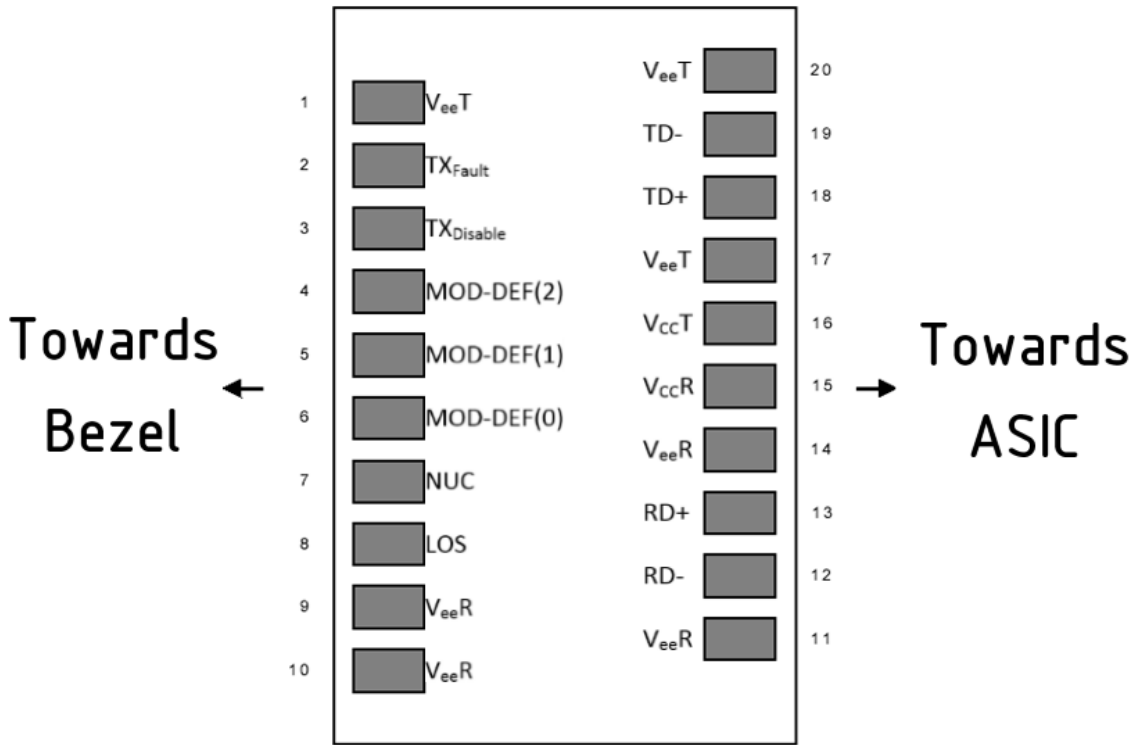 Towards
Bezel
1 VeeT
2 TXFault
3 TXDisable
4 MOD-DEF(2)
5 MOD-DEF(1)
6 MOD-DEF(0)
7 NUC
8 LOS
9 VeeR
10 VeeR
VeeT 20
TD- 19
TD+ 18
VeeT 17
VCCT 16
VCCR 15
VeeR 14
RD+ 13
RD- 12
VeeR 11
Towards
ASIC